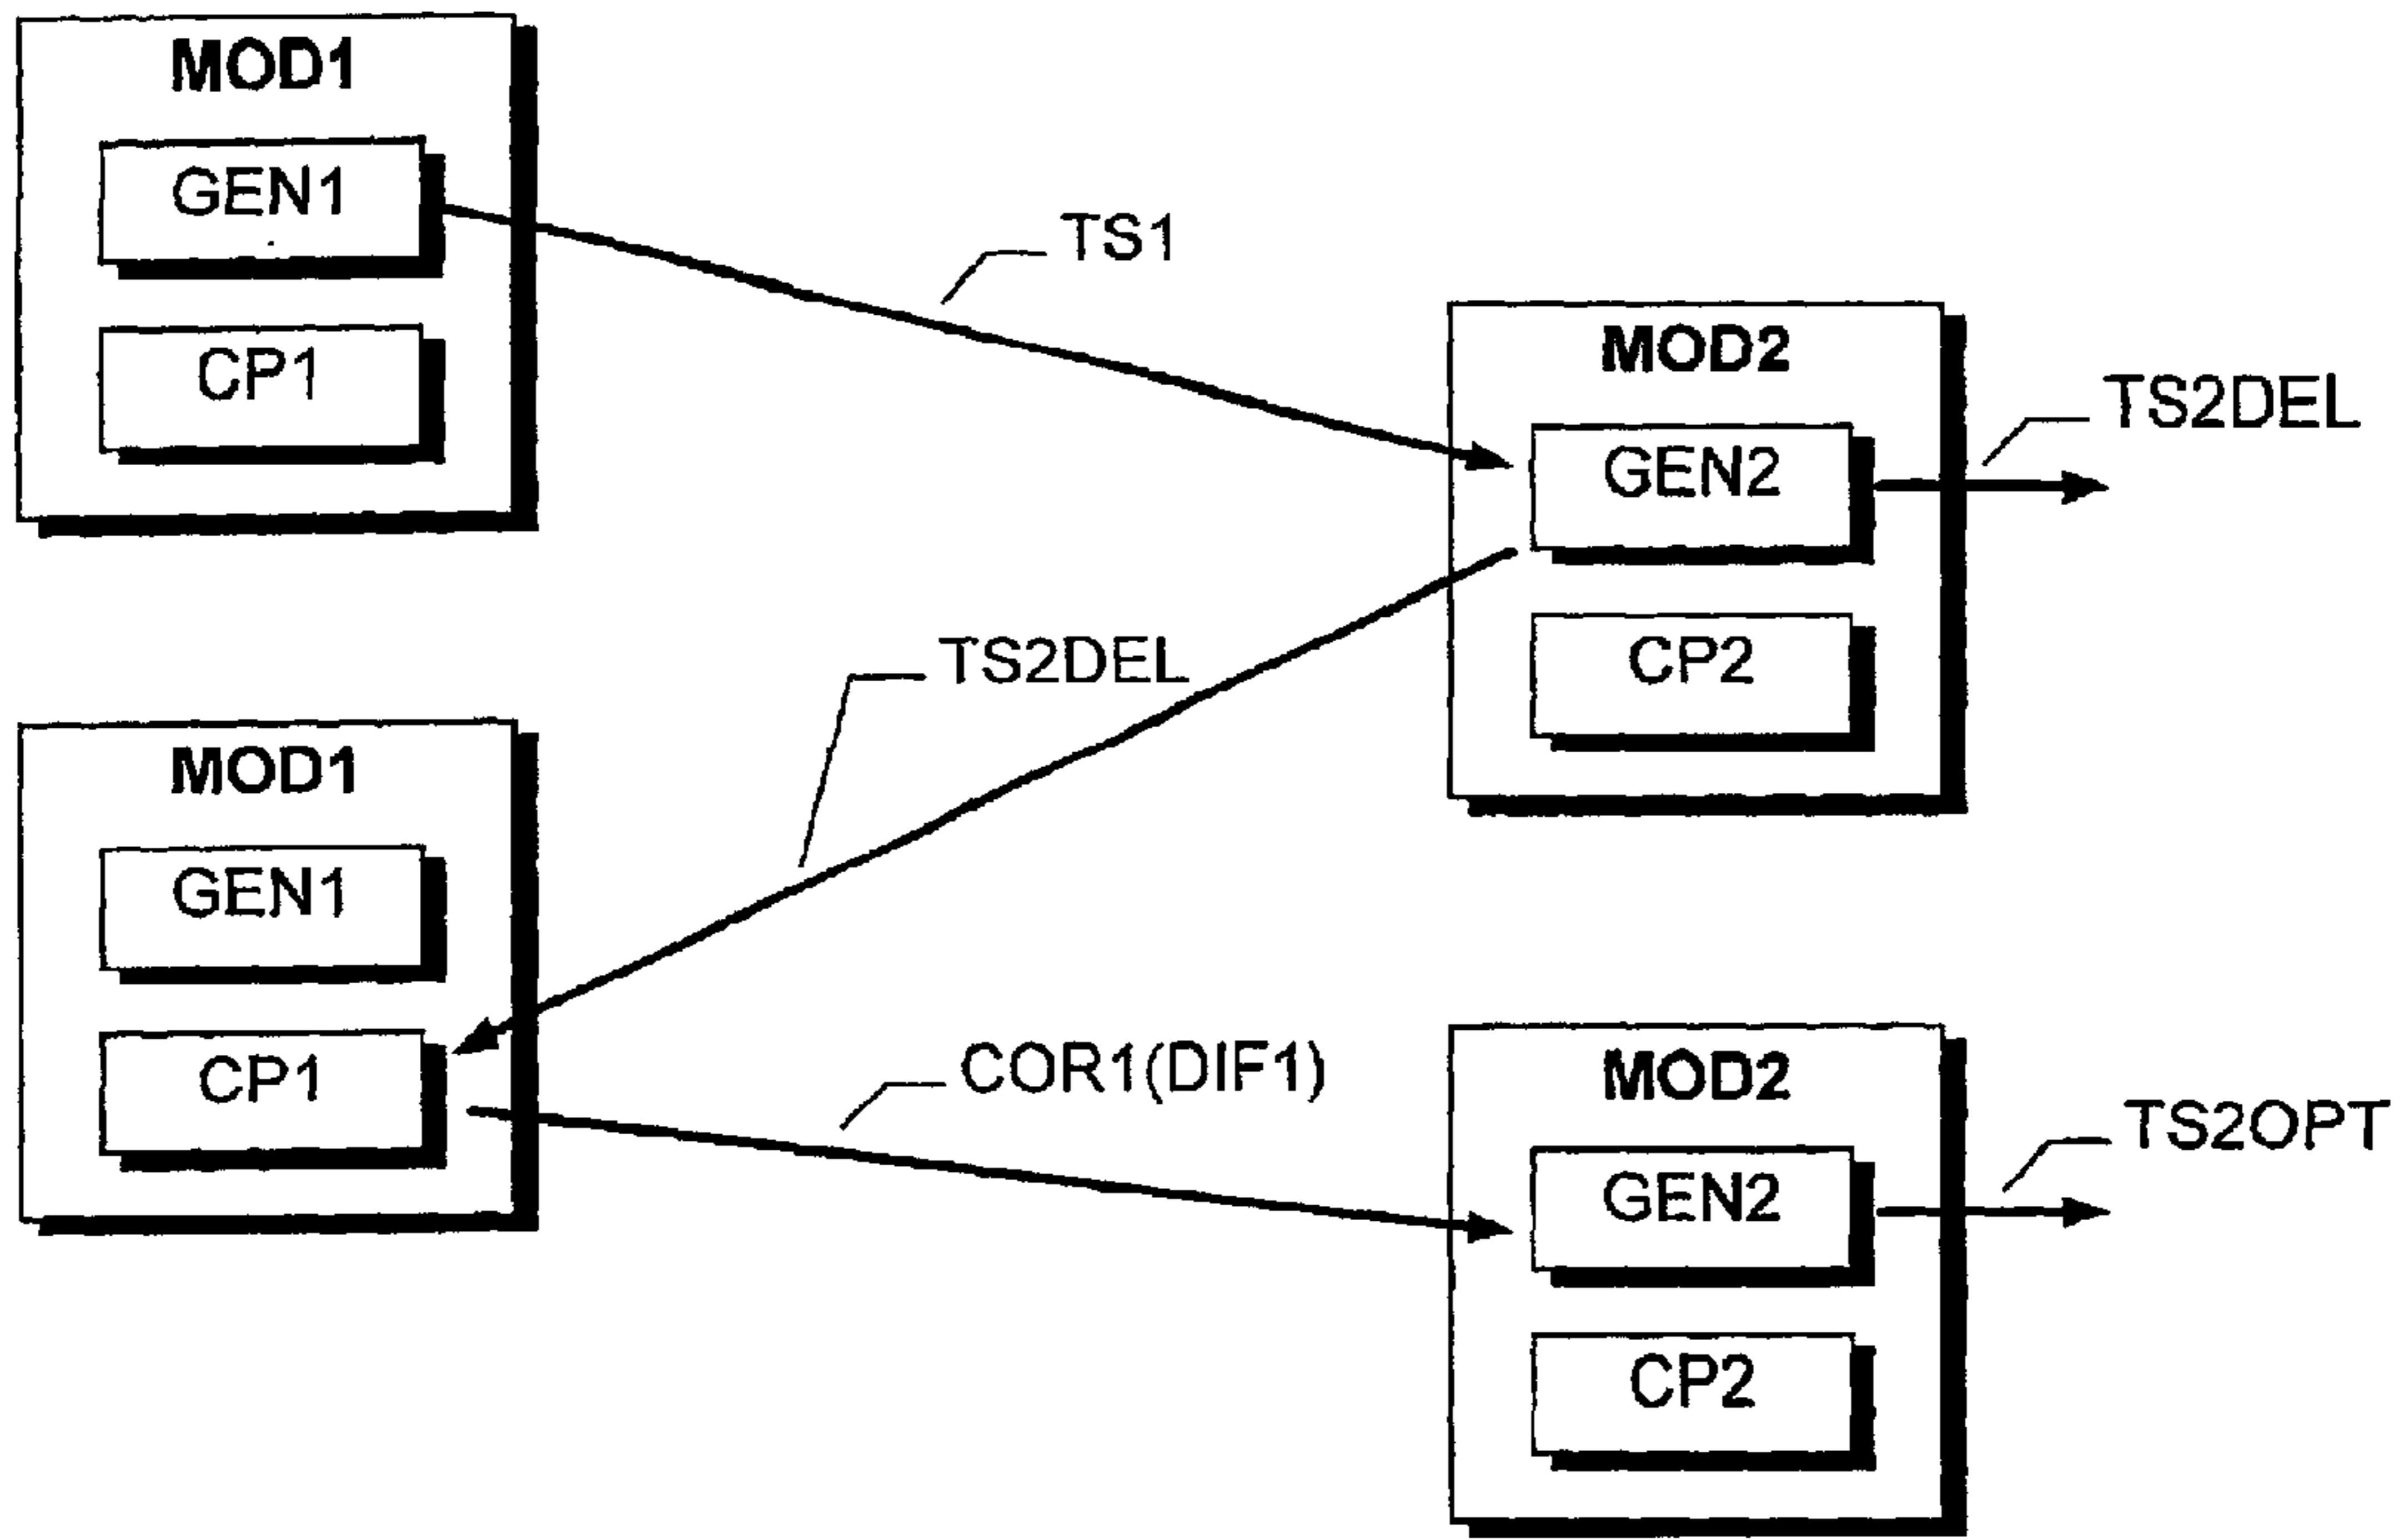 MOD1
GEN1
TS1
CP1
MOD2
TS2DEL
GEN2
TS2DEL
CP2
MOD1
GEN1
CP1
COR1(DIF1)
MOD2
TS2OPT
GEN2
CP2